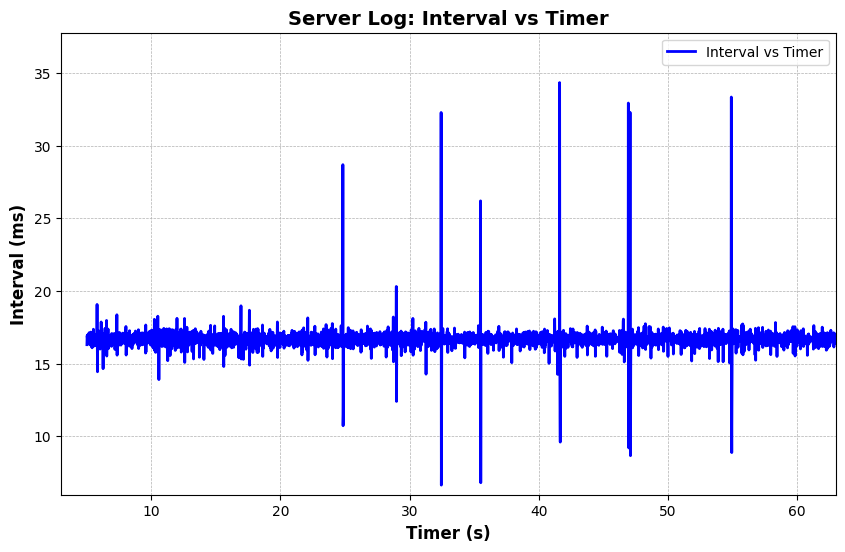 Server Log: Interval vs Timer
Interval vs Timer
35
30
25
20
15
10
Interval (ms)
10 20 30 40 50 60
Timer (s)